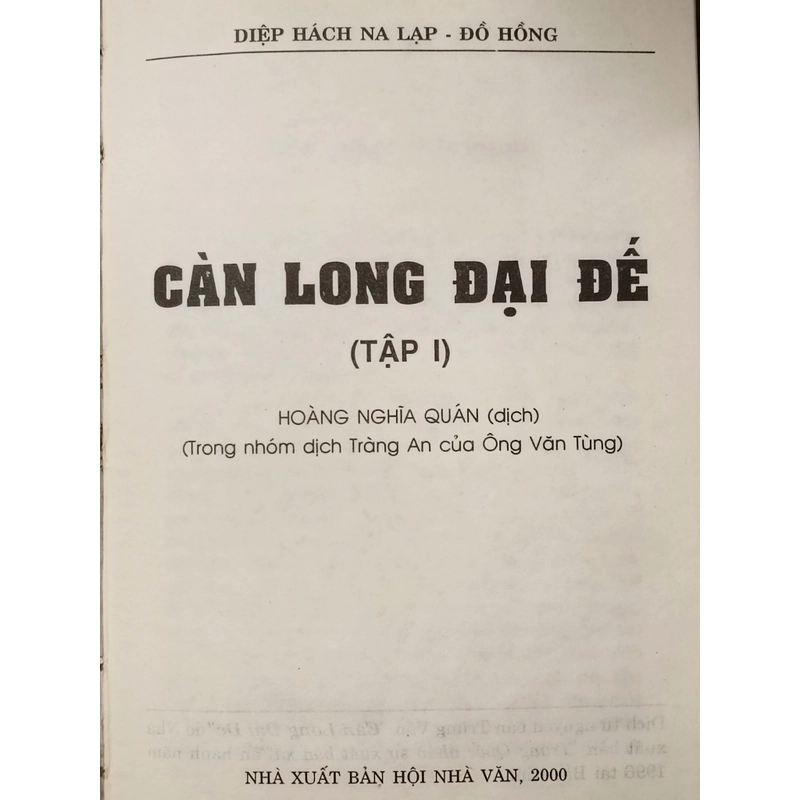 DIỆP HÁCH NA LẠP - ĐỒ HỒNG
CÀN LONG ĐẠI ĐẾ
(TẬP I)
HOÀNG NGHĨA QUÁN (dịch)
(Trong nhóm dịch Tràng An của Ông Văn Tùng)
NHÀ XUẤT BẢN HỘI NHÀ VĂN, 2000